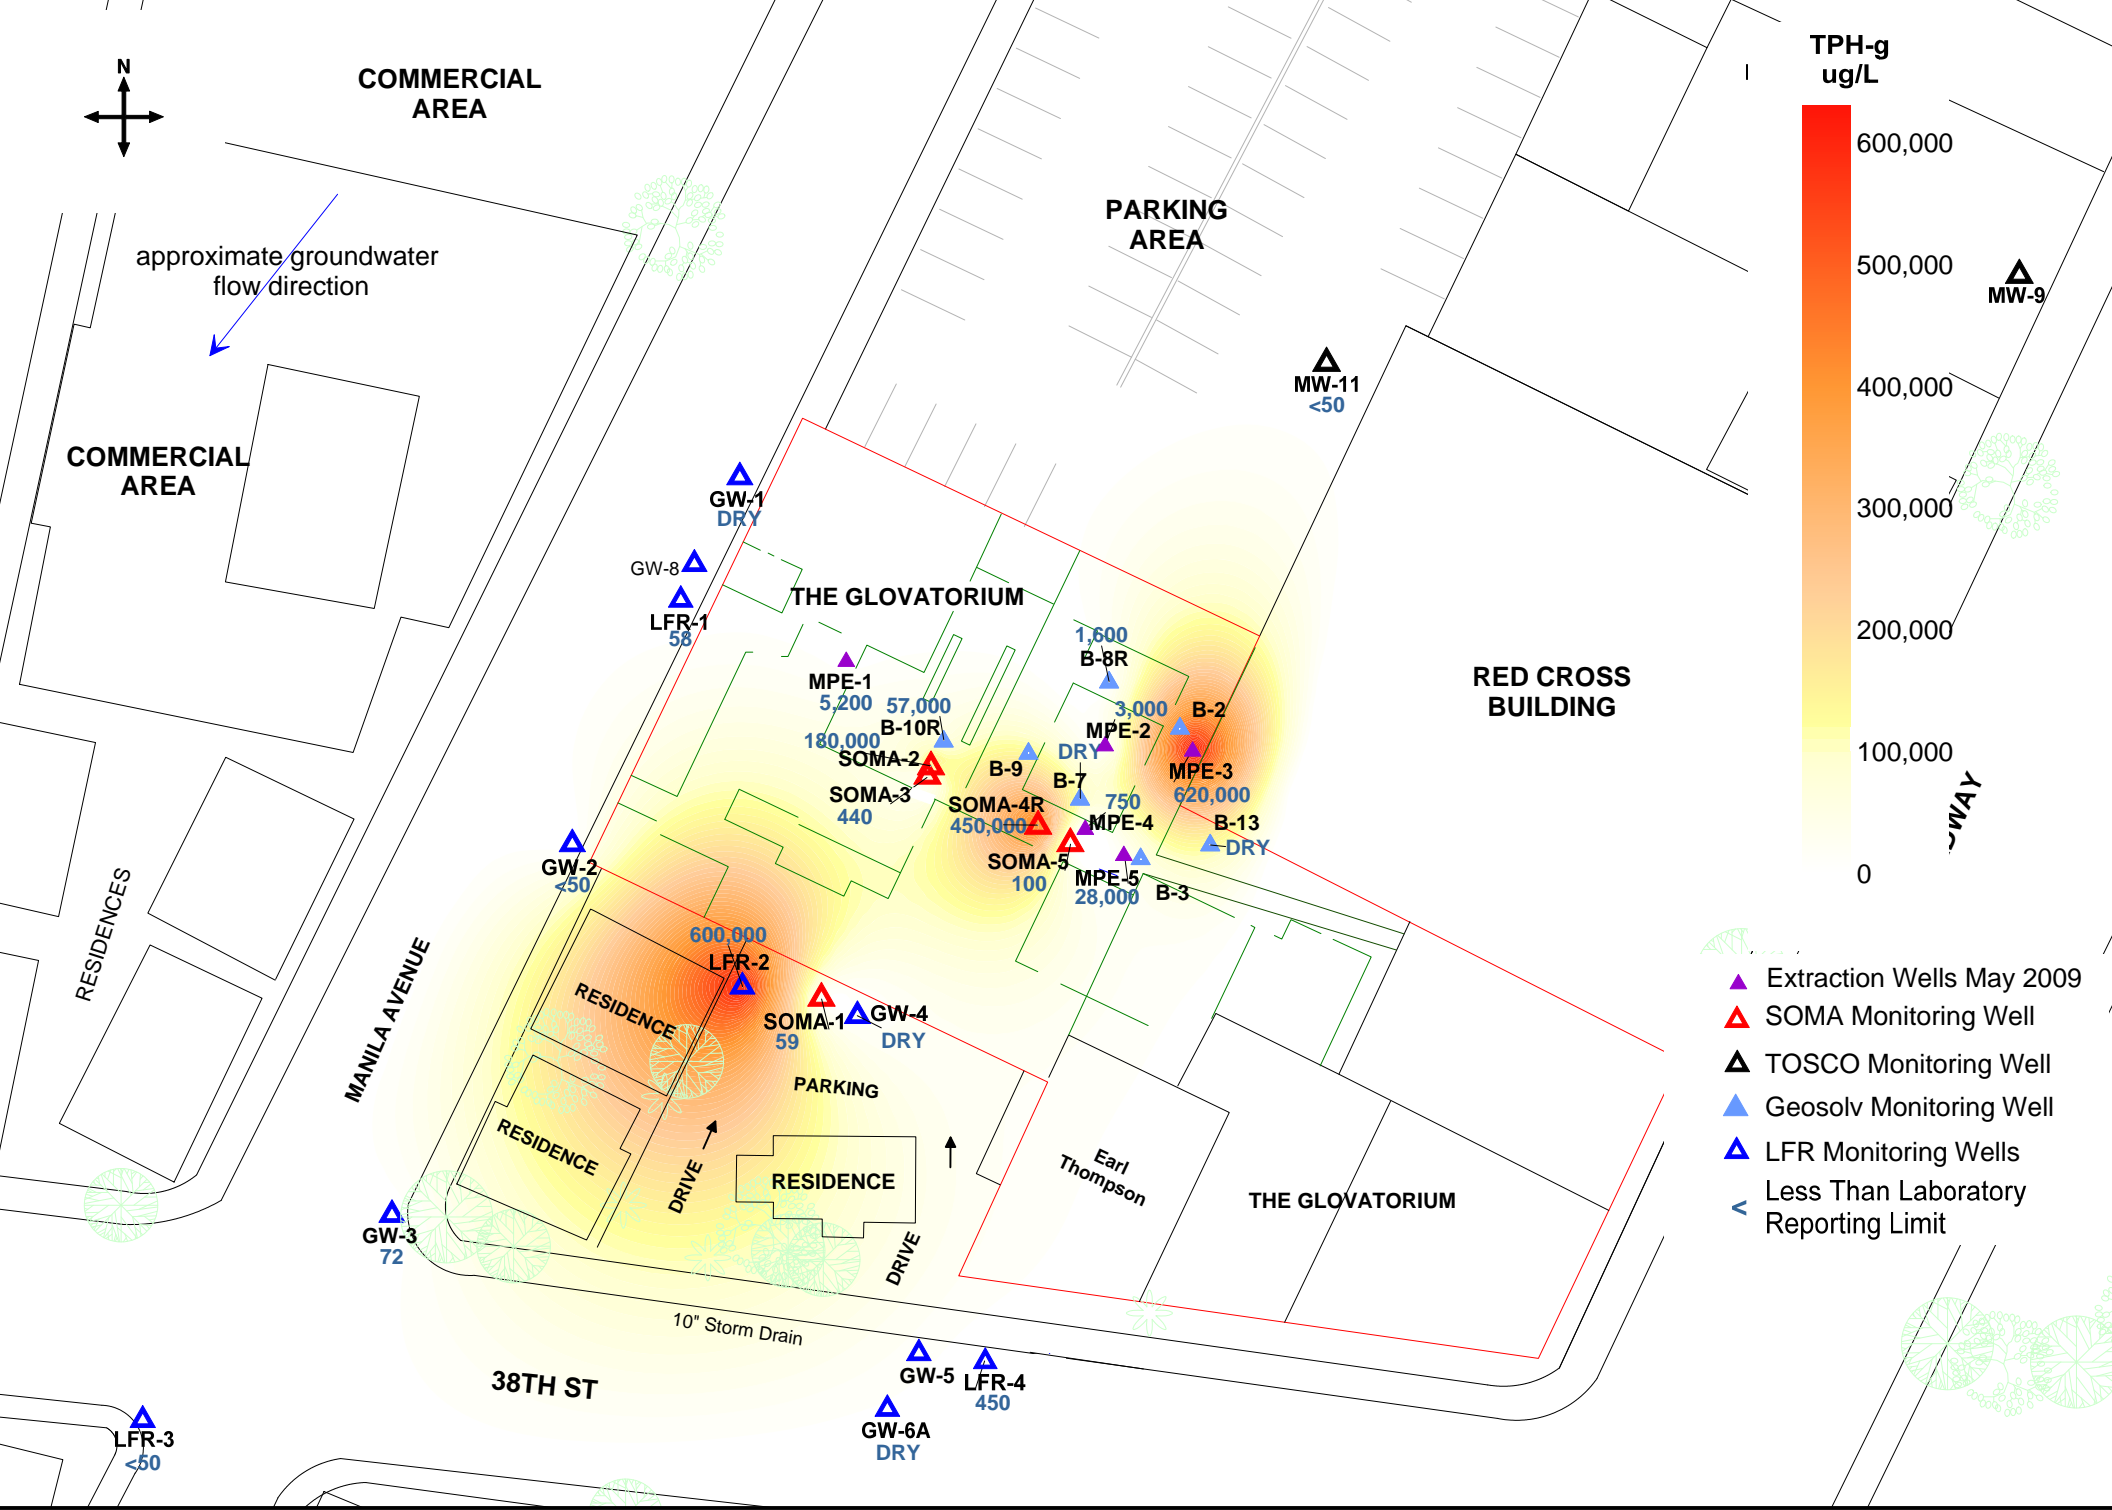 N
COMMERCIAL
AREA
approximate groundwater
flow direction
COMMERCIAL
AREA
PARKING
AREA
TPH-g
ug/L
600,000
500,000
400,000
300,000
200,000
100,000
0
MW-9
MW-11
<50
GW-1
DRY
GW-8
LFR-1
58
THE GLOVATORIUM
MPE-1
5,200
57,000
B-10R
180,000
SOMA-2
SOMA-3
440
1,600
B-8R
3,000
MPE-2
B-2
DRY
B-9
B-7
MPE-3
620,000
SOMA-4R
450,000
750
MPE-4
B-13
DRY
SOMA-5
100
MPE-5
28,000
B-3
RED CROSS
BUILDING
GW-2
<50
RESIDENCES
MANILA AVENUE
600,000
LFR-2
RESIDENCE
SOMA-1
59
GW-4
DRY
PARKING
RESIDENCE
DRIVE
RESIDENCE
DRIVE
Earl
Thompson
THE GLOVATORIUM
GW-3
72
10" Storm Drain
38TH ST
GW-5
LFR-4
450
GW-6A
DRY
LFR-3
<50
WAY
Extraction Wells May 2009
SOMA Monitoring Well
TOSCO Monitoring Well
Geosolv Monitoring Well
LFR Monitoring Wells
< Less Than Laboratory
Reporting Limit